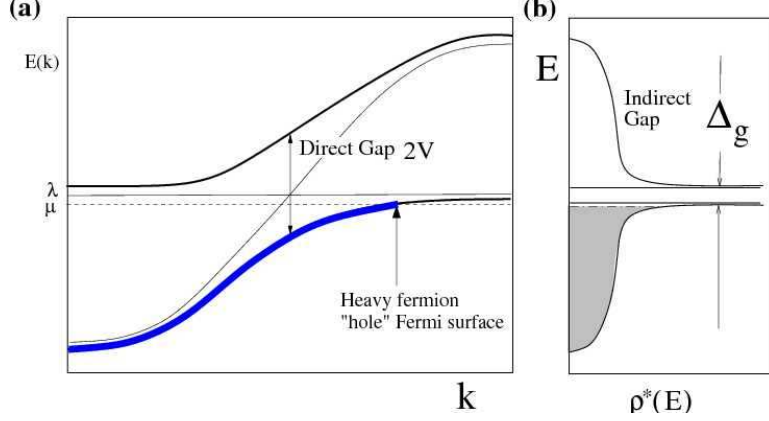 (a)
E(k)
λ
μ
Direct Gap 2V
Heavy fermion
"hole" Fermi surface
k
(b)
E
Indirect
Gap
Δg
ρ*(E)